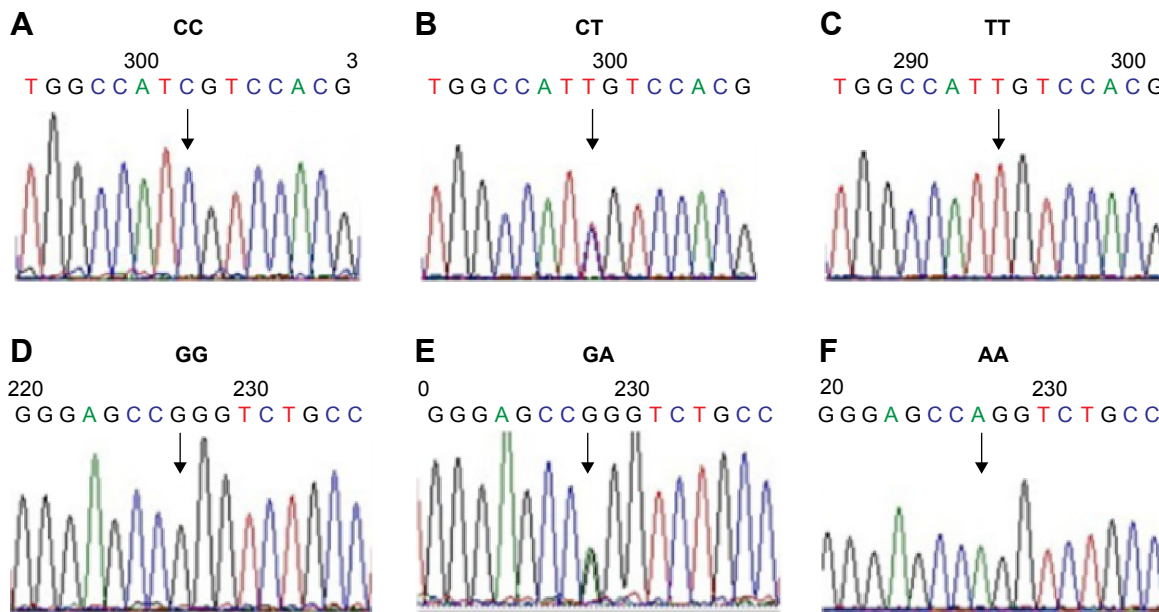 A CC
300 3
TGGCCATCGTCCACG
B CT
300
TGGCCATTGTCCACG
C TT
290 300
TGGCCATTGTCCACG
D GG
220 230
GGGAGCCGGGTCTGCC
E GA
0 230
GGGAGCCGGGTCTGCC
F AA
20 230
GGGAGCCAGGTCTGCC